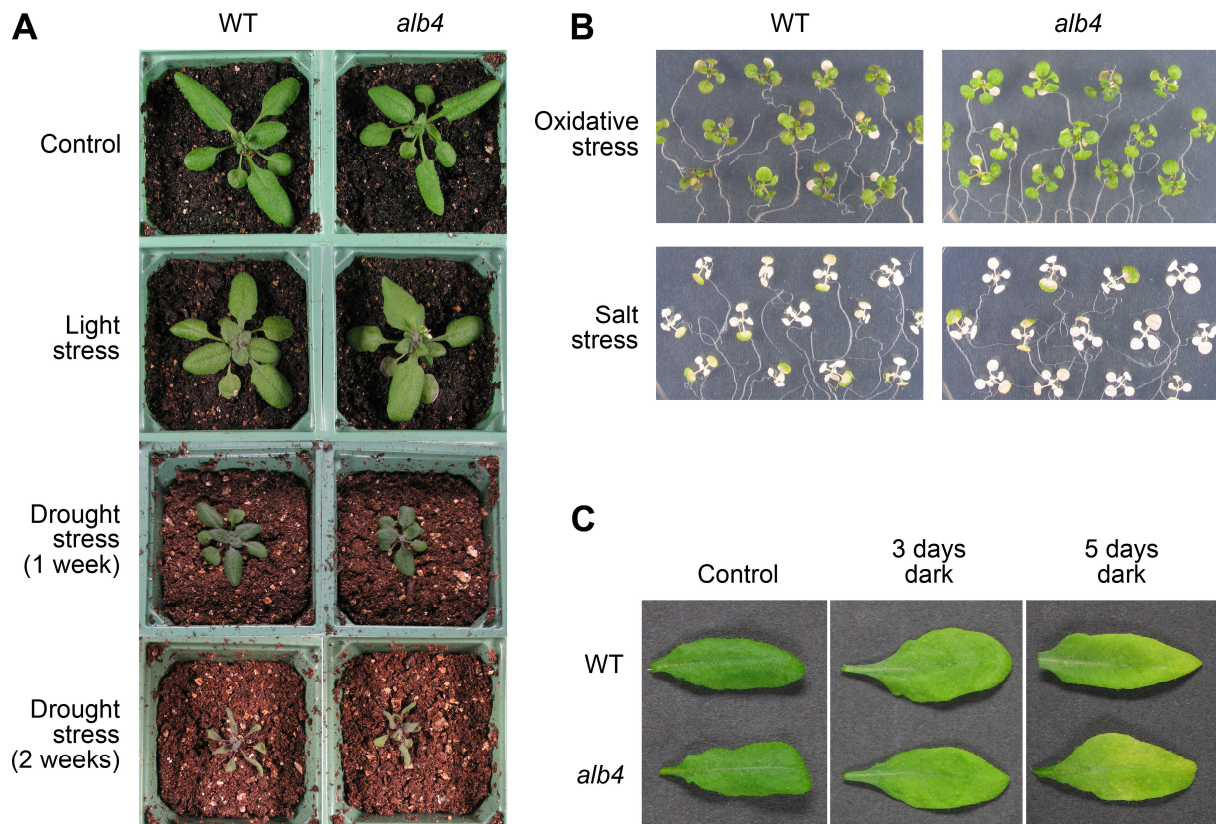 A
WT
alb4
Control
Light
stress
Drought
stress
(1 week)
Drought
stress
(2 weeks)
B
WT
alb4
Oxidative
stress
Salt
stress
C
Control
3 days
dark
5 days
dark
WT
alb4